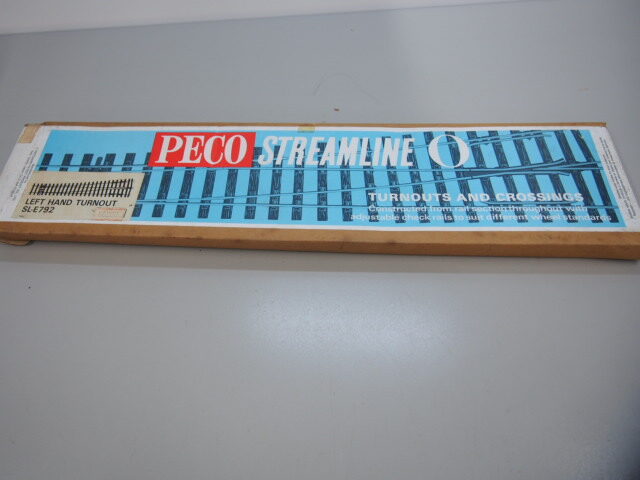 PECO STREAMLINE O
LEFT HAND TURNOUT
SL-E792
TURNOUTS AND CROSSINGS
Constructed from rail section throughout with
adjustable check rails to suit different wheel standards